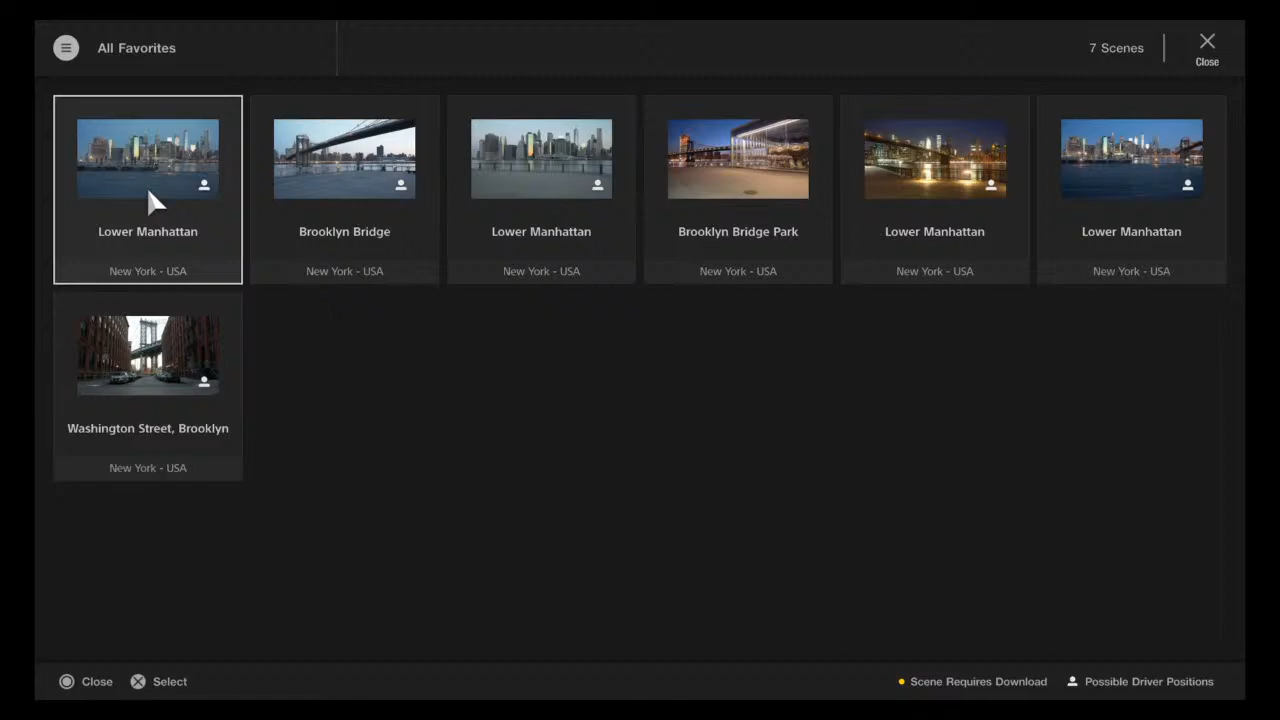 All Favorites
7 Scenes
Close
Lower Manhattan
New York - USA
Brooklyn Bridge
New York - USA
Lower Manhattan
New York - USA
Brooklyn Bridge Park
New York - USA
Lower Manhattan
New York - USA
Lower Manhattan
New York - USA
Washington Street, Brooklyn
New York - USA
Close
Select
Scene Requires Download
Possible Driver Positions